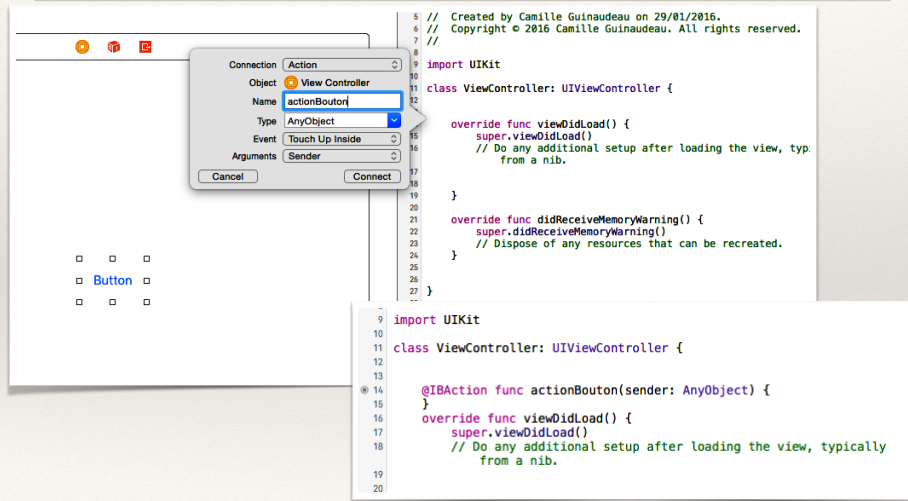 5 // Created by Camille Guinaudeau on 29/01/2016.
6 // Copyright © 2016 Camille Guinaudeau. All rights reserved.
7 //
8
9 import UIKit
10
11 class ViewController: UIViewController {
12
override func viewDidLoad() {
15 super.viewDidLoad()
16 // Do any additional setup after loading the view, typi
from a nib.
17
18
19 }
20
21 override func didReceiveMemoryWarning() {
22 super.didReceiveMemoryWarning()
23 // Dispose of any resources that can be recreated.
24 }
25
26
27 }
Connection Action
Object View Controller
Name actionBouton
Type AnyObject
Event Touch Up Inside
Arguments Sender
Cancel Connect
Button
9 import UIKit
10
11 class ViewController: UIViewController {
12
13
14 @IBAction func actionBouton(sender: AnyObject) {
15 }
16 override func viewDidLoad() {
17 super.viewDidLoad()
18 // Do any additional setup after loading the view, typically
from a nib.
19
20